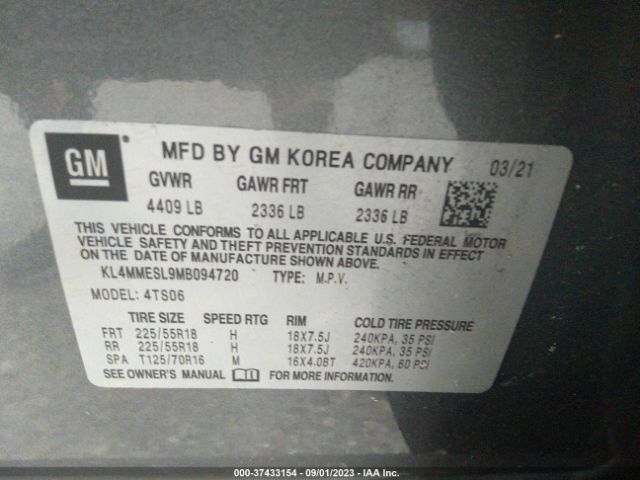 GM
MFD BY GM KOREA COMPANY 03/21
GVWR GAWR FRT GAWR RR
4409 LB 2336 LB 2336 LB
THIS VEHICLE CONFORMS TO ALL APPLICABLE U.S. FEDERAL MOTOR
VEHICLE SAFETY AND THEFT PREVENTION STANDARDS IN EFFECT
ON THE DATE OF MANUFACTURE SHOWN ABOVE.
KL4MMESL9MB094720 TYPE: M.P.V.
MODEL: 4TS06
TIRE SIZE SPEED RTG RIM COLD TIRE PRESSURE
FRT 225/55R18 H 18X7.5J 240KPA, 35 PSI
RR 225/55R18 H 18X7.5J 240KPA, 35 PSI
SPA T125/70R16 M 16X4.0BT 420KPA, 60 PSI
SEE OWNER'S MANUAL FOR MORE INFORMATION.
000-37433154 - 09/01/2023 - IAA Inc.